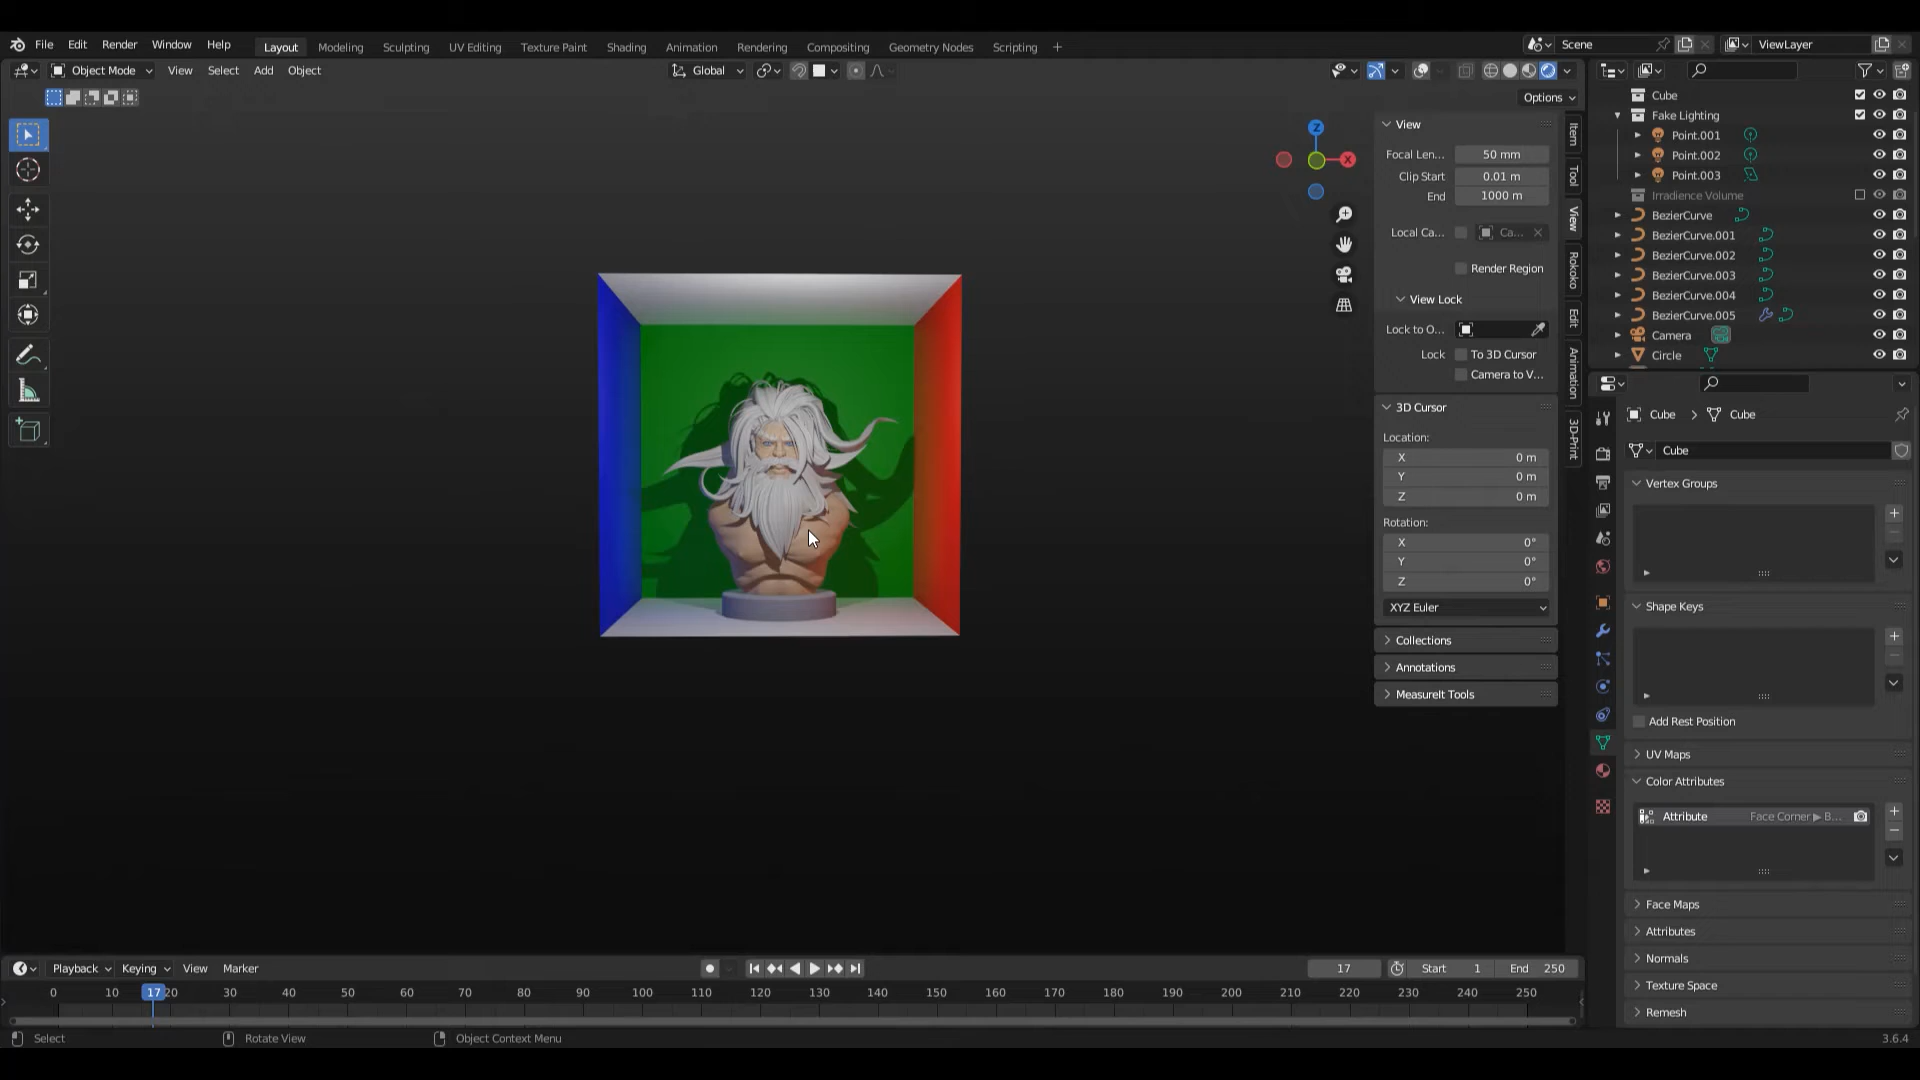 File Edit Render Window Help Layout Modeling Sculpting UV Editing Texture Paint Shading Animation Rendering Compositing Geometry Nodes Scripting + Scene ViewLayer
Object Mode View Select Add Object Global
Options
Z
X
View
Focal Len... 50 mm
Clip Start 0.01 m
End 1000 m
Local Ca... Ca...
Render Region
View Lock
Lock to O...
Lock To 3D Cursor
Camera to V...
3D Cursor
Location:
X 0 m
Y 0 m
Z 0 m
Rotation:
X 0°
Y 0°
Z 0°
XYZ Euler
Collections
Annotations
MeasureIt Tools
Item
Tool
View
Rokoko
Edit
Animation
3D-Print
Cube
Fake Lighting
Point.001
Point.002
Point.003
Irradience Volume
BezierCurve
BezierCurve.001
BezierCurve.002
BezierCurve.003
BezierCurve.004
BezierCurve.005
Camera
Circle
Cube > Cube
Cube
Vertex Groups
Shape Keys
Add Rest Position
UV Maps
Color Attributes
Attribute Face Corner ▶ B...
Face Maps
Attributes
Normals
Texture Space
Remesh
Playback Keying View Marker 17 Start 1 End 250
0 10 17 20 30 40 50 60 70 80 90 100 110 120 130 140 150 160 170 180 190 200 210 220 230 240 250
Select Rotate View Object Context Menu 3.6.4